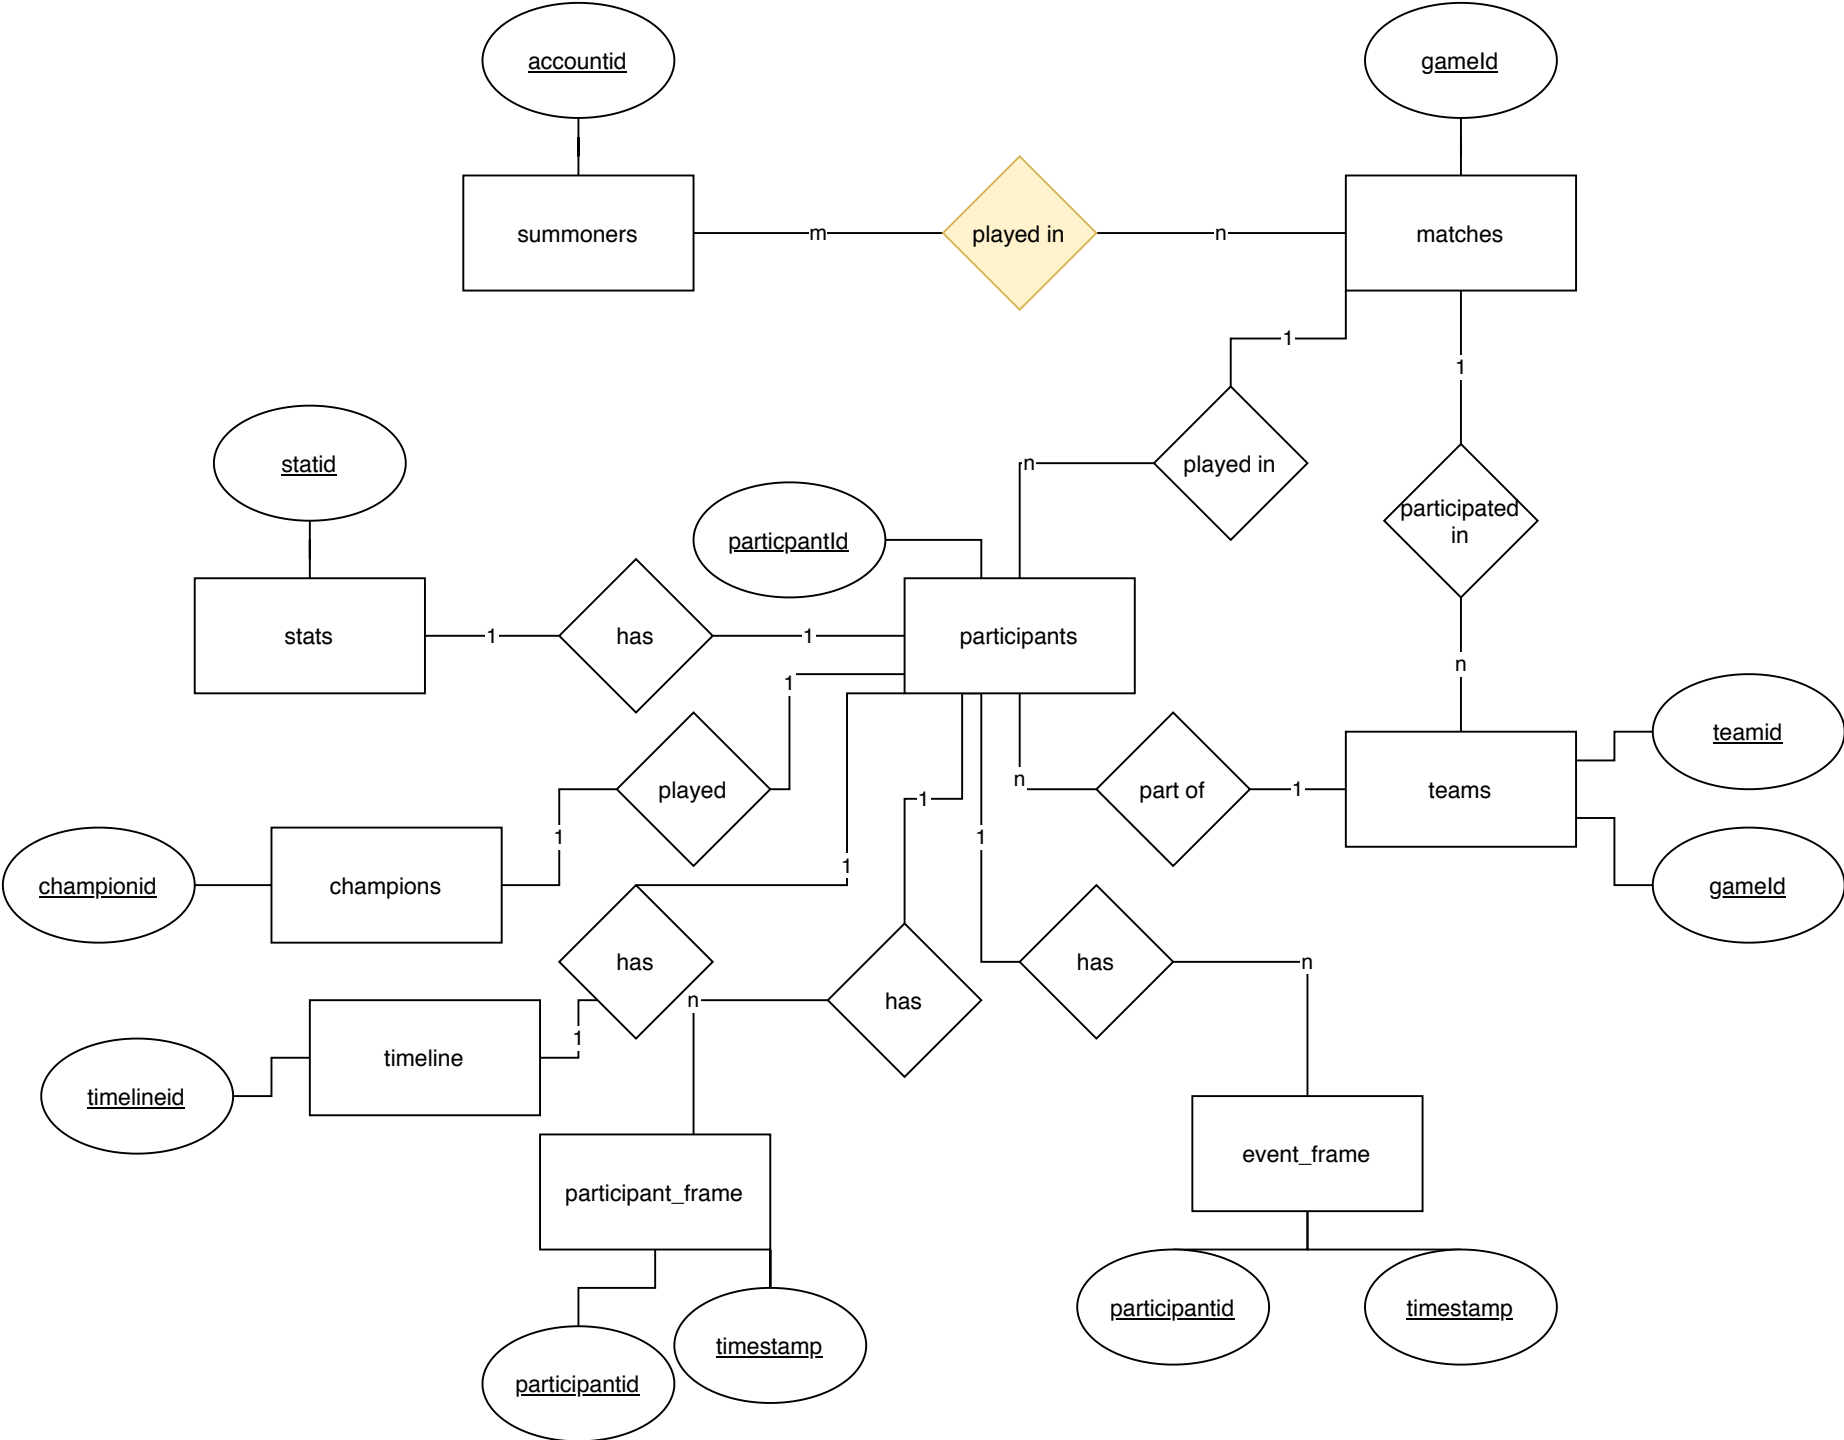 accountid
gameId
summoners
m
played in
n
matches
1
1
statid
n
played in
participated
in
particpantId
stats
1
has
1
participants
n
1
teamid
played
n
part of
1
teams
1
1
1
championid
champions
1
gameId
has
has
n
n
has
1
timeline
timelineid
event_frame
participant_frame
participantid
timestamp
timestamp
participantid